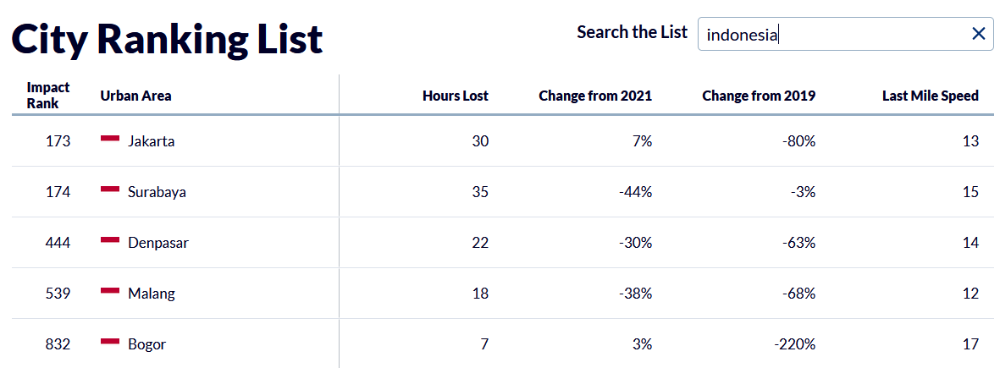 City Ranking List
Search the List indonesia
Impact Rank Urban Area Hours Lost Change from 2021 Change from 2019 Last Mile Speed
173 Jakarta 30 7% -80% 13
174 Surabaya 35 -44% -3% 15
444 Denpasar 22 -30% -63% 14
539 Malang 18 -38% -68% 12
832 Bogor 7 3% -220% 17